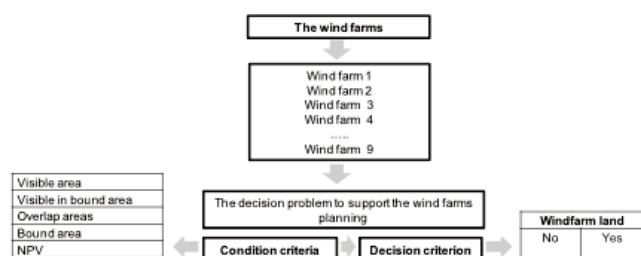 The wind farms
Wind farm 1
Wind farm 2
Wind farm 3
Wind farm 4
.....
Wind farm 9
The decision problem to support the wind farms
planning
Visible area
Visible in bound area
Overlap areas
Bound area
NPV
Condition criteria
Decision criterion
Windfarm land
No Yes